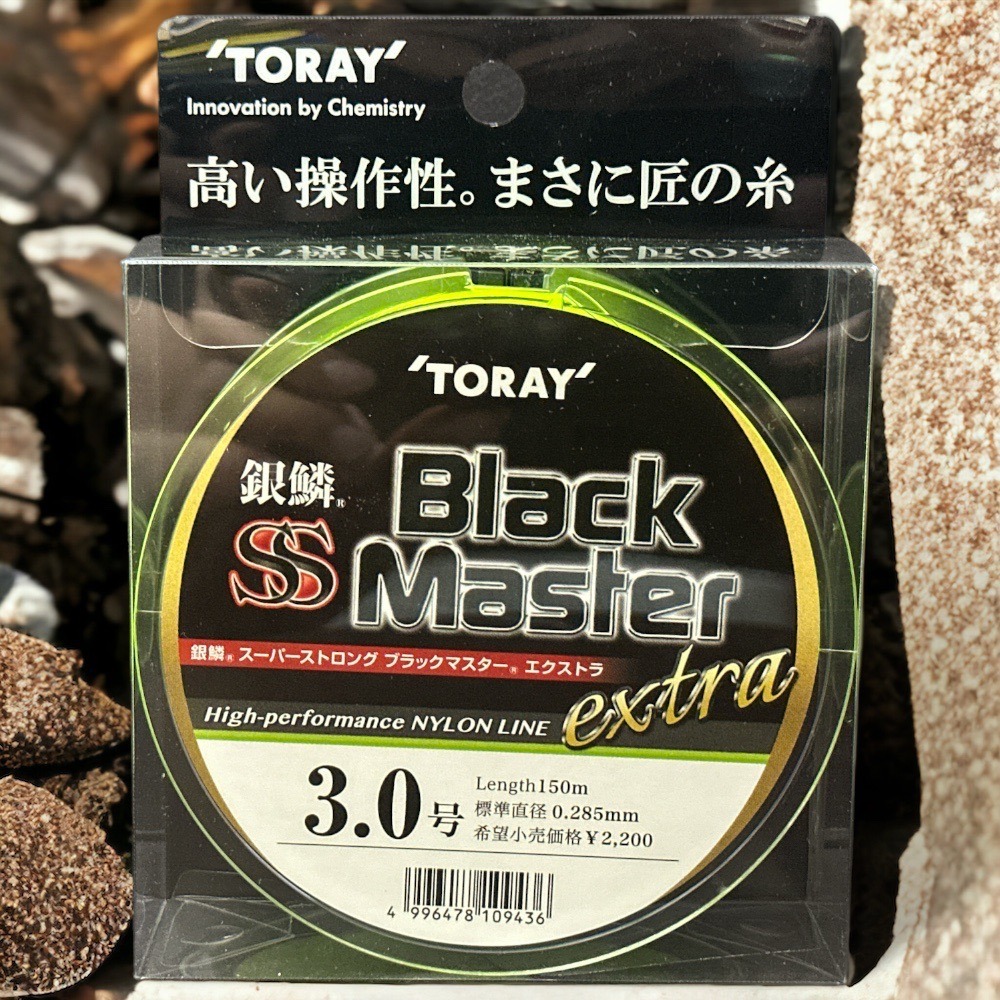 'TORAY'
Innovation by Chemistry
高い操作性。まさに匠の糸
'TORAY'
銀鱗®
SS
Black
Master
銀鱗® スーパーストロング ブラックマスター® エクストラ
extra
High-performance NYLON LINE
3.0号
Length150m
標準直径 0.285mm
希望小売価格￥2,200
4 996478 109436